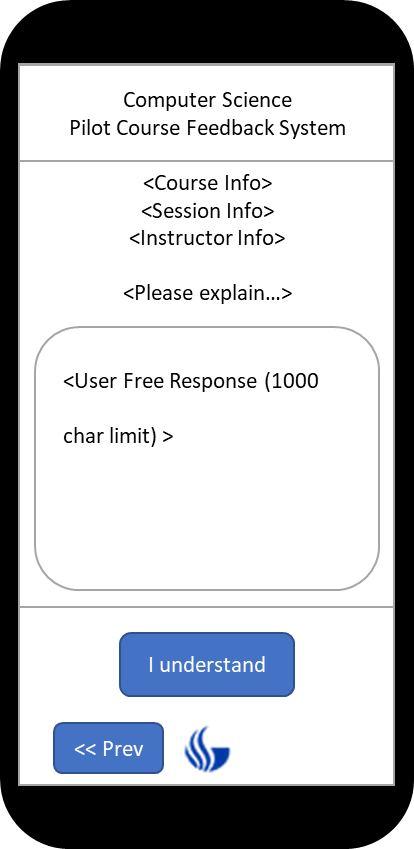 Computer Science
Pilot Course Feedback System
<Course Info>
<Session Info>
<Instructor Info>
<Please explain...>
<User Free Response (1000
char limit) >
I understand
<< Prev